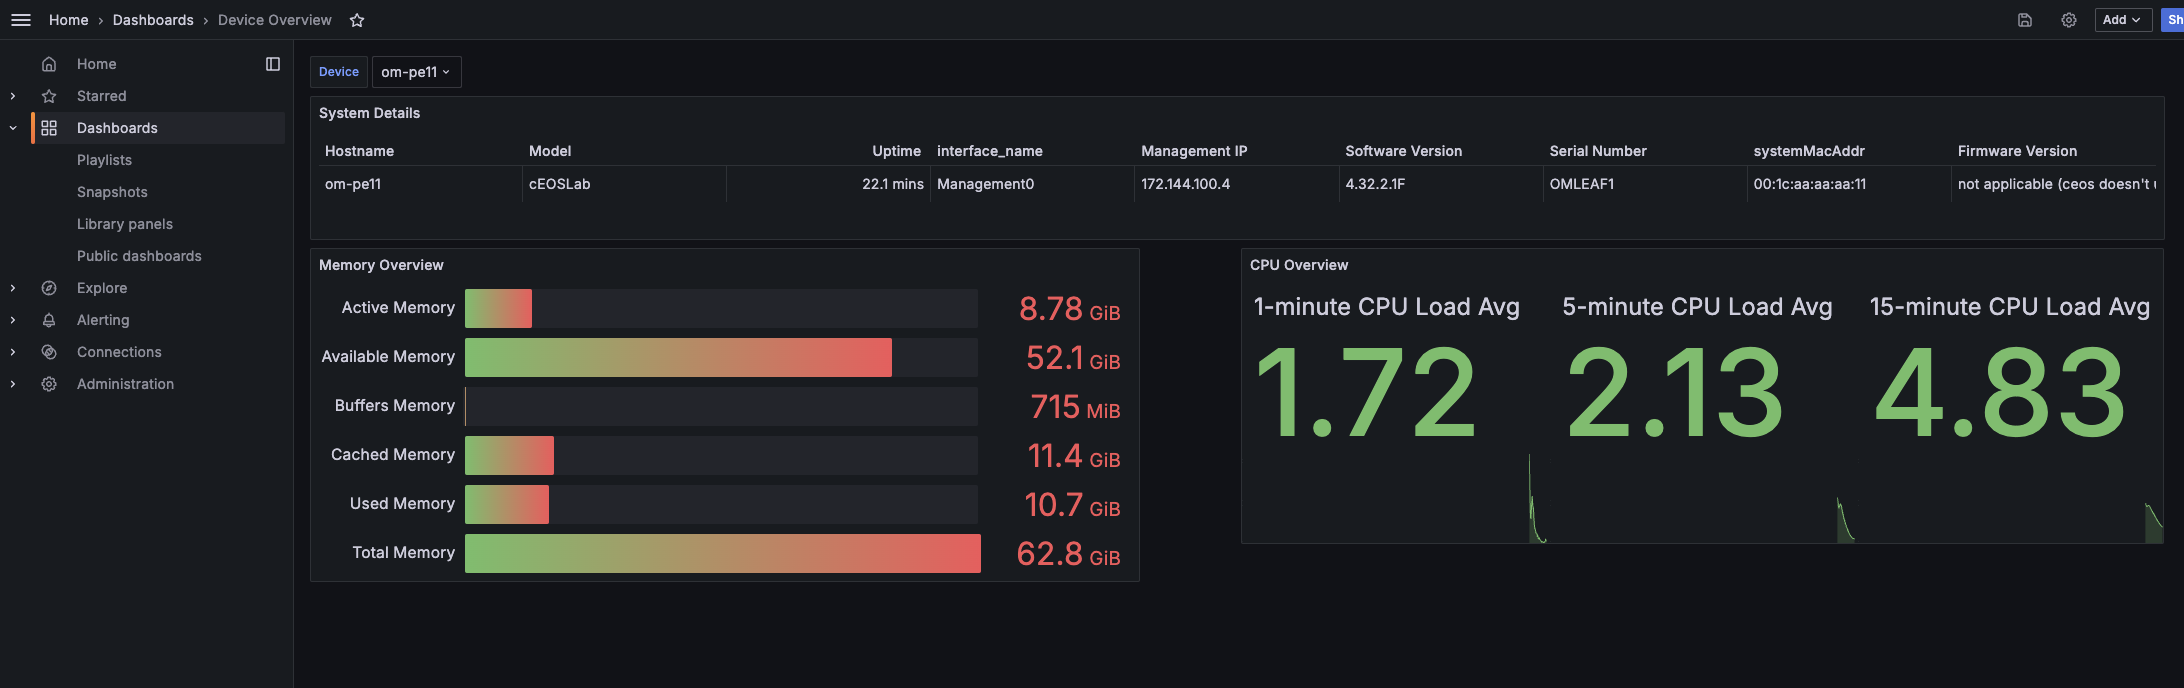 Home › Dashboards › Device Overview
Add
Sh
Home
Starred
Dashboards
Playlists
Snapshots
Library panels
Public dashboards
Explore
Alerting
Connections
Administration
Device om-pe11
System Details
Hostname Model Uptime interface_name Management IP Software Version Serial Number systemMacAddr Firmware Version
om-pe11 cEOSLab 22.1 mins Management0 172.144.100.4 4.32.2.1F OMLEAF1 00:1c:aa:aa:aa:11 not applicable (ceos doesn't
Memory Overview
Active Memory 8.78 GiB
Available Memory 52.1 GiB
Buffers Memory 715 MiB
Cached Memory 11.4 GiB
Used Memory 10.7 GiB
Total Memory 62.8 GiB
CPU Overview
1-minute CPU Load Avg 5-minute CPU Load Avg 15-minute CPU Load Avg
1.72 2.13 4.83